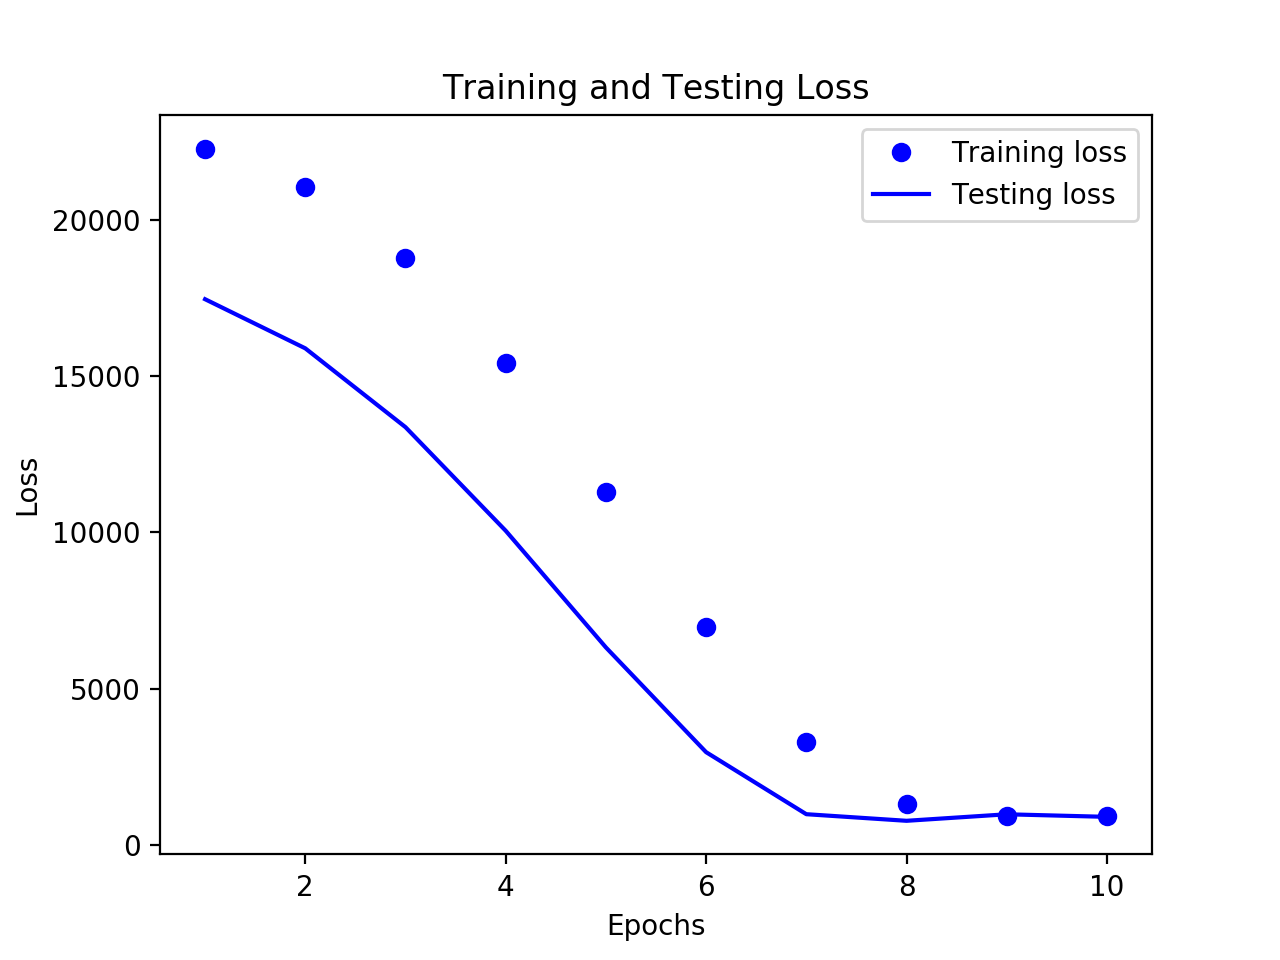 Training and Testing Loss
Training loss
Testing loss
20000
15000
10000
5000
0
Loss
2 4 6 8 10
Epochs